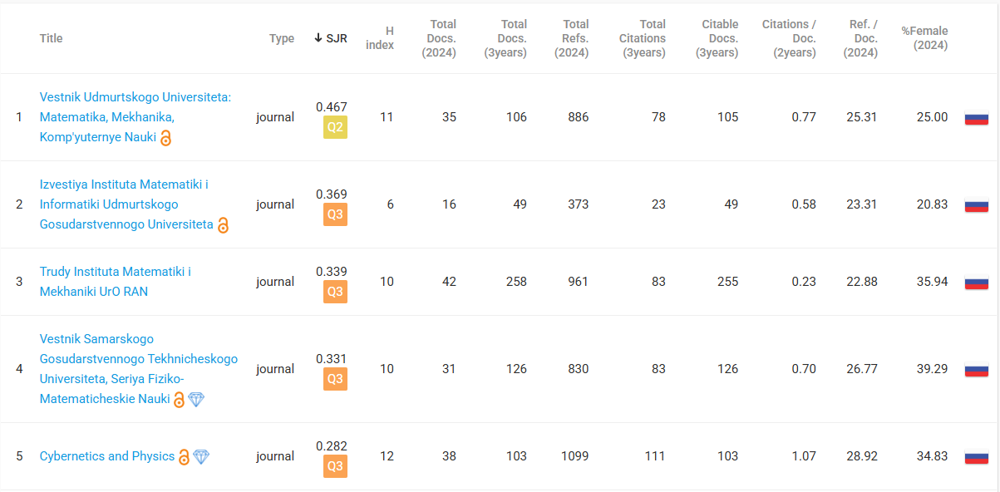 Title Type ↓ SJR H index Total Docs. (2024) Total Docs. (3years) Total Refs. (2024) Total Citations (3years) Citable Docs. (3years) Citations / Doc. (2years) Ref. / Doc. (2024) %Female (2024)
1 Vestnik Udmurtskogo Universiteta: Matematika, Mekhanika, Komp'yuternye Nauki journal 0.467 Q2 11 35 106 886 78 105 0.77 25.31 25.00
2 Izvestiya Instituta Matematiki i Informatiki Udmurtskogo Gosudarstvennogo Universiteta journal 0.369 Q3 6 16 49 373 23 49 0.58 23.31 20.83
3 Trudy Instituta Matematiki i Mekhaniki UrO RAN journal 0.339 Q3 10 42 258 961 83 255 0.23 22.88 35.94
4 Vestnik Samarskogo Gosudarstvennogo Tekhnicheskogo Universiteta, Seriya Fiziko-Matematicheskie Nauki journal 0.331 Q3 10 31 126 830 83 126 0.70 26.77 39.29
5 Cybernetics and Physics journal 0.282 Q3 12 38 103 1099 111 103 1.07 28.92 34.83